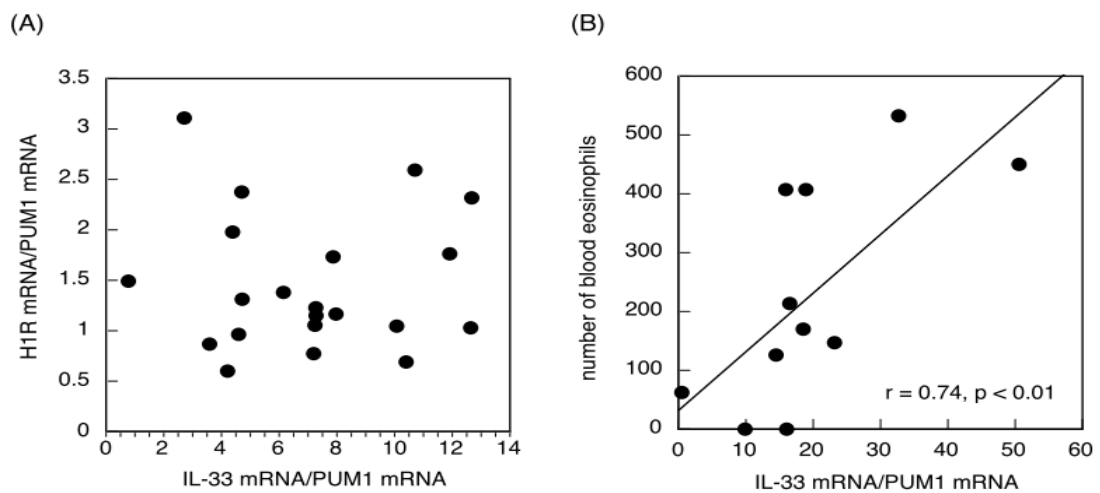 (A)
3.5
3
2.5
2
1.5
1
0.5
0
0 2 4 6 8 10 12 14
H1R mRNA/PUM1 mRNA
IL-33 mRNA/PUM1 mRNA
(B)
600
500
400
300
200
100
0
0 10 20 30 40 50 60
number of blood eosinophils
r = 0.74, p < 0.01
IL-33 mRNA/PUM1 mRNA